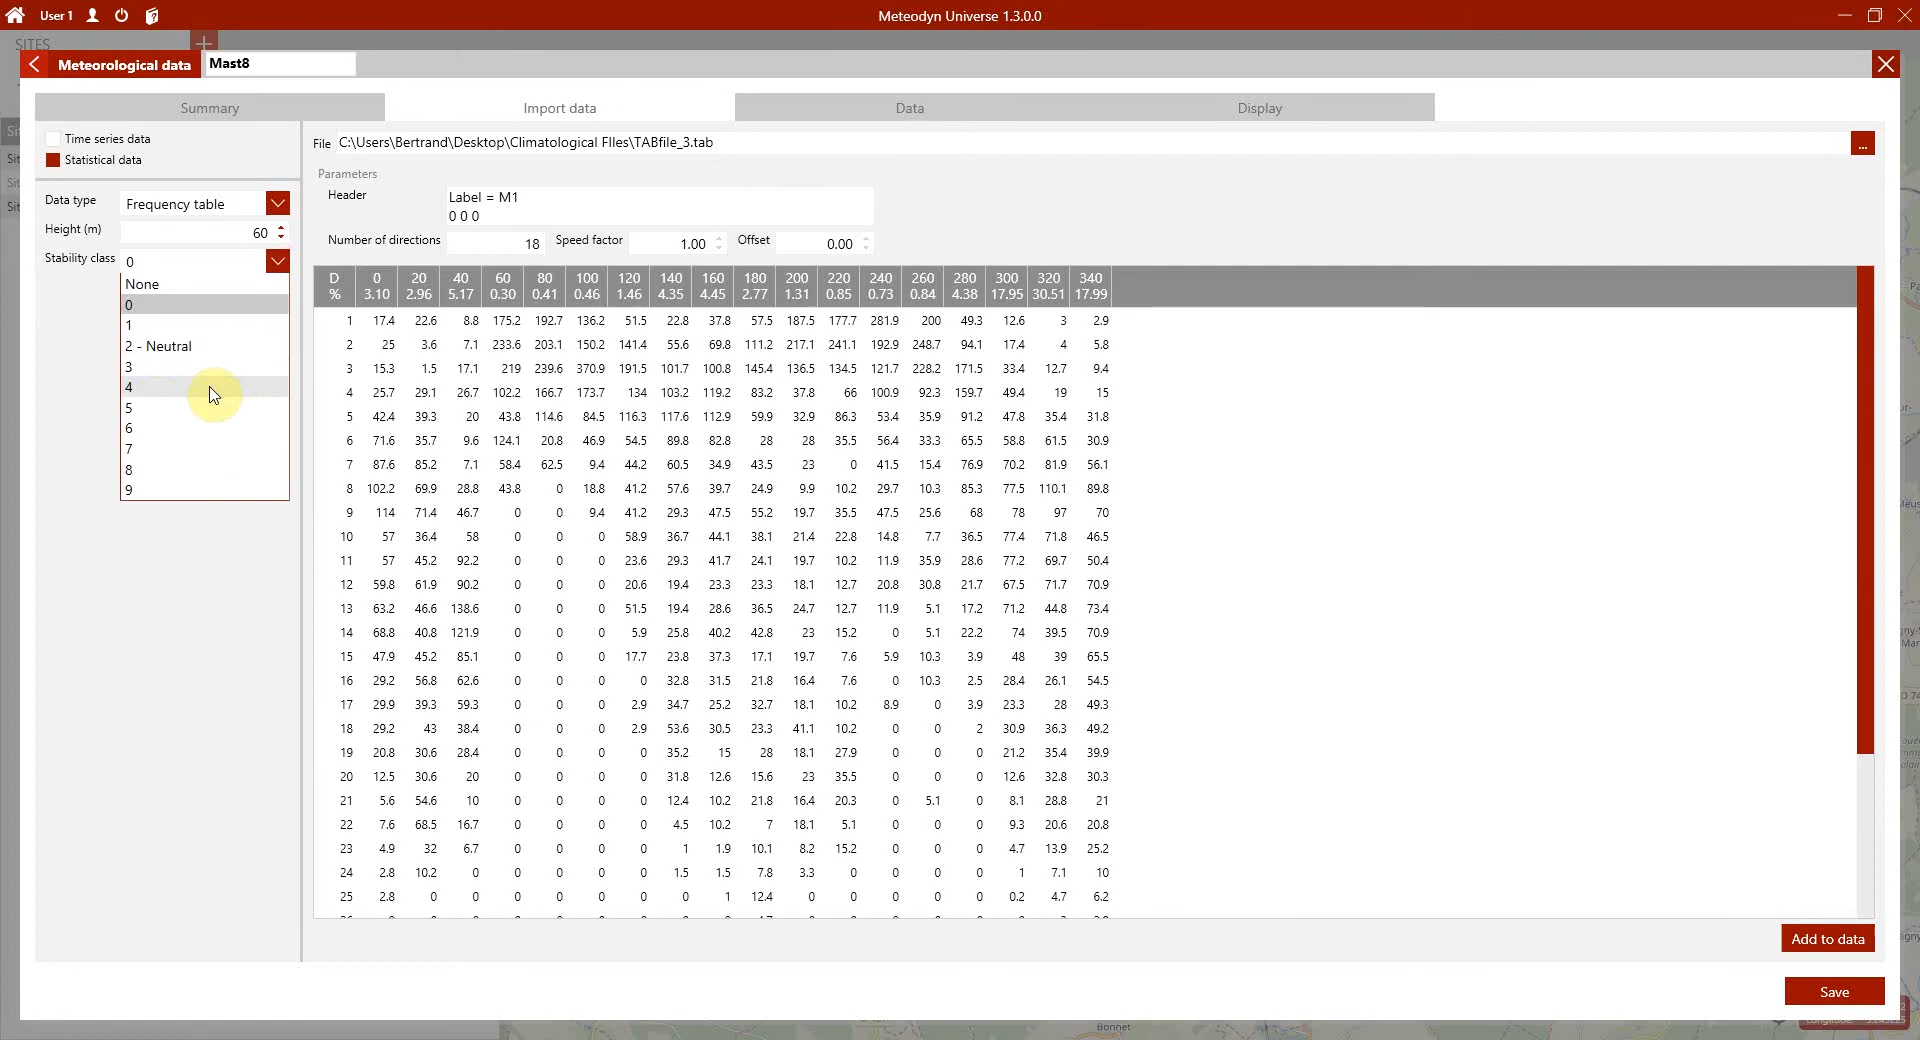 User 1
Meteodyn Universe 1.3.0.0
SITES
Meteorological data
Mast8
Summary
Import data
Data
Display
Time series data
Statistical data
File C:\Users\Bertrand\Desktop\Climatological FIles\TABfile_3.tab
...
Parameters
Header
Label = M1
0 0 0
Data type Frequency table
Height (m) 60
Stability class 0
None
0
1
2 - Neutral
3
4
5
6
7
8
9
Number of directions 18 Speed factor 1.00 Offset 0.00
D 0 20 40 60 80 100 120 140 160 180 200 220 240 260 280 300 320 340
% 3.10 2.96 5.17 0.30 0.41 0.46 1.46 4.35 4.45 2.77 1.31 0.85 0.73 0.84 4.38 17.95 30.51 17.99
1 17.4 22.6 8.8 175.2 192.7 136.2 51.5 22.8 37.8 57.5 187.5 177.7 281.9 200 49.3 12.6 3 2.9
2 25 3.6 7.1 233.6 203.1 150.2 141.4 55.6 69.8 111.2 217.1 241.1 192.9 248.7 94.1 17.4 4 5.8
3 15.3 1.5 17.1 219 239.6 370.9 191.5 101.7 100.8 145.4 136.5 134.5 121.7 228.2 171.5 33.4 12.7 9.4
4 25.7 29.1 26.7 102.2 166.7 173.7 134 103.2 119.2 83.2 37.8 66 100.9 92.3 159.7 49.4 19 15
5 42.4 39.3 20 43.8 114.6 84.5 116.3 117.6 112.9 59.9 32.9 86.3 53.4 35.9 91.2 47.8 35.4 31.8
6 71.6 35.7 9.6 124.1 20.8 46.9 54.5 89.8 82.8 28 28 35.5 56.4 33.3 65.5 58.8 61.5 30.9
7 87.6 85.2 7.1 58.4 62.5 9.4 44.2 60.5 34.9 43.5 23 0 41.5 15.4 76.9 70.2 81.9 56.1
8 102.2 69.9 28.8 43.8 0 18.8 41.2 57.6 39.7 24.9 9.9 10.2 29.7 10.3 85.3 77.5 110.1 89.8
9 114 71.4 46.7 0 0 9.4 41.2 29.3 47.5 55.2 19.7 35.5 47.5 25.6 68 78 97 70
10 57 36.4 58 0 0 0 58.9 36.7 44.1 38.1 21.4 22.8 14.8 7.7 36.5 77.4 71.8 46.5
11 57 45.2 92.2 0 0 0 23.6 29.3 41.7 24.1 19.7 10.2 11.9 35.9 28.6 77.2 69.7 50.4
12 59.8 61.9 90.2 0 0 0 20.6 19.4 23.3 23.3 18.1 12.7 20.8 30.8 21.7 67.5 71.7 70.9
13 63.2 46.6 138.6 0 0 0 51.5 19.4 28.6 36.5 24.7 12.7 11.9 5.1 17.2 71.2 44.8 73.4
14 68.8 40.8 121.9 0 0 0 5.9 25.8 40.2 42.8 23 15.2 0 5.1 22.2 74 39.5 70.9
15 47.9 45.2 85.1 0 0 0 17.7 23.8 37.3 17.1 19.7 7.6 5.9 10.3 3.9 48 39 65.5
16 29.2 56.8 62.6 0 0 0 0 32.8 31.5 21.8 16.4 7.6 0 10.3 2.5 28.4 26.1 54.5
17 29.9 39.3 59.3 0 0 0 2.9 34.7 25.2 32.7 18.1 10.2 8.9 0 3.9 23.3 28 49.3
18 29.2 43 38.4 0 0 0 2.9 53.6 30.5 23.3 41.1 10.2 0 0 2 30.9 36.3 49.2
19 20.8 30.6 28.4 0 0 0 0 35.2 15 28 18.1 27.9 0 0 0 21.2 35.4 39.9
20 12.5 30.6 20 0 0 0 0 31.8 12.6 15.6 23 35.5 0 0 0 12.6 32.8 30.3
21 5.6 54.6 10 0 0 0 0 12.4 10.2 21.8 16.4 20.3 0 5.1 0 8.1 28.8 21
22 7.6 68.5 16.7 0 0 0 0 4.5 10.2 7 18.1 5.1 0 0 0 9.3 20.6 20.8
23 4.9 32 6.7 0 0 0 0 1 1.9 10.1 8.2 15.2 0 0 0 4.7 13.9 25.2
24 2.8 10.2 0 0 0 0 0 1.5 1.5 7.8 3.3 0 0 0 0 1 7.1 10
25 2.8 0 0 0 0 0 0 0 1 12.4 0 0 0 0 0 0.2 4.7 6.2
Add to data
Save
Bonnet